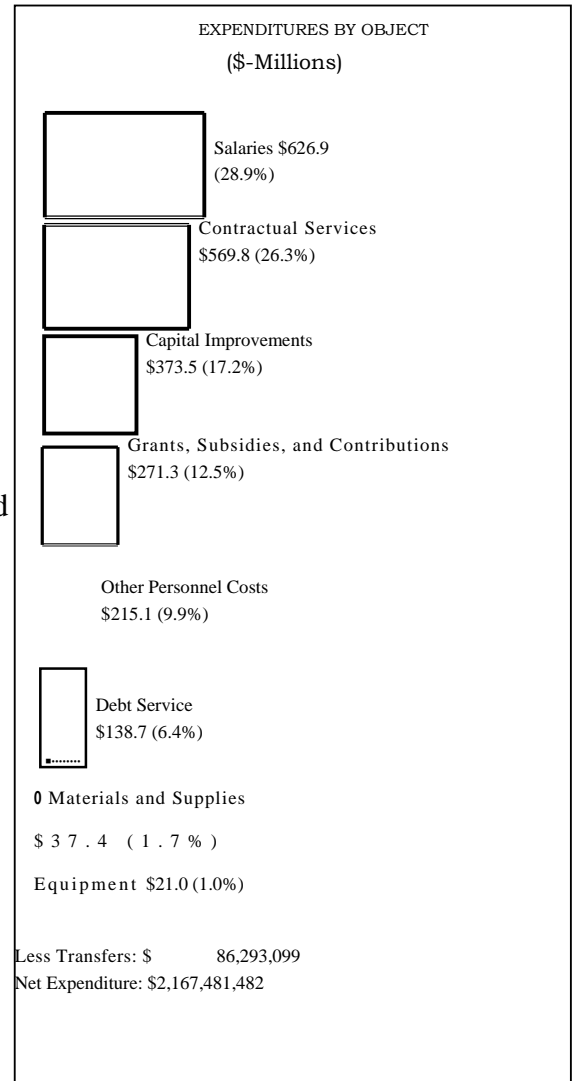 EXPENDITURES BY OBJECT
($-Millions)
Salaries $626.9
(28.9%)
Contractual Services
$569.8 (26.3%)
Capital Improvements
$373.5 (17.2%)
Grants, Subsidies, and Contributions
$271.3 (12.5%)
d
Other Personnel Costs
$215.1 (9.9%)
Debt Service
$138.7 (6.4%)
0 Materials and Supplies
$37.4 (1.7%)
Equipment $21.0 (1.0%)
Less Transfers: $ 86,293,099
Net Expenditure: $2,167,481,482